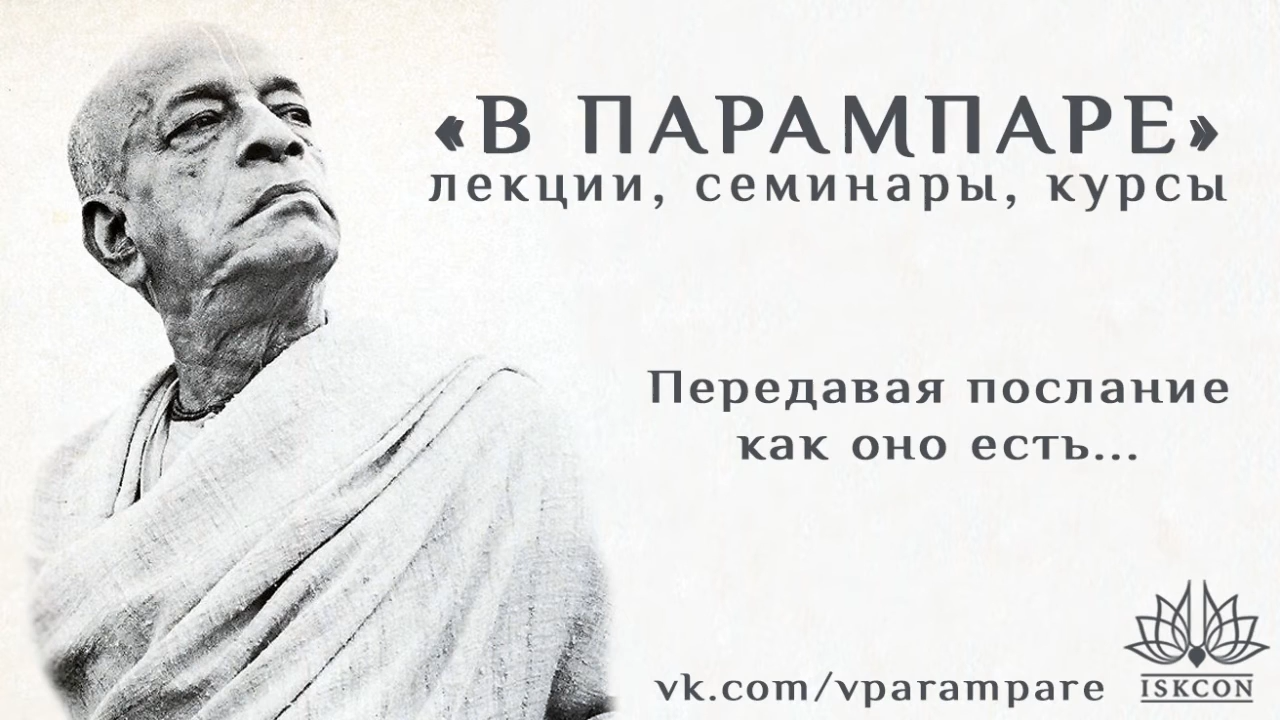 «В ПАРАМПАРЕ»
лекции, семинары, курсы
Передавая послание
как оно есть...
vk.com/vparampare
ISKCON